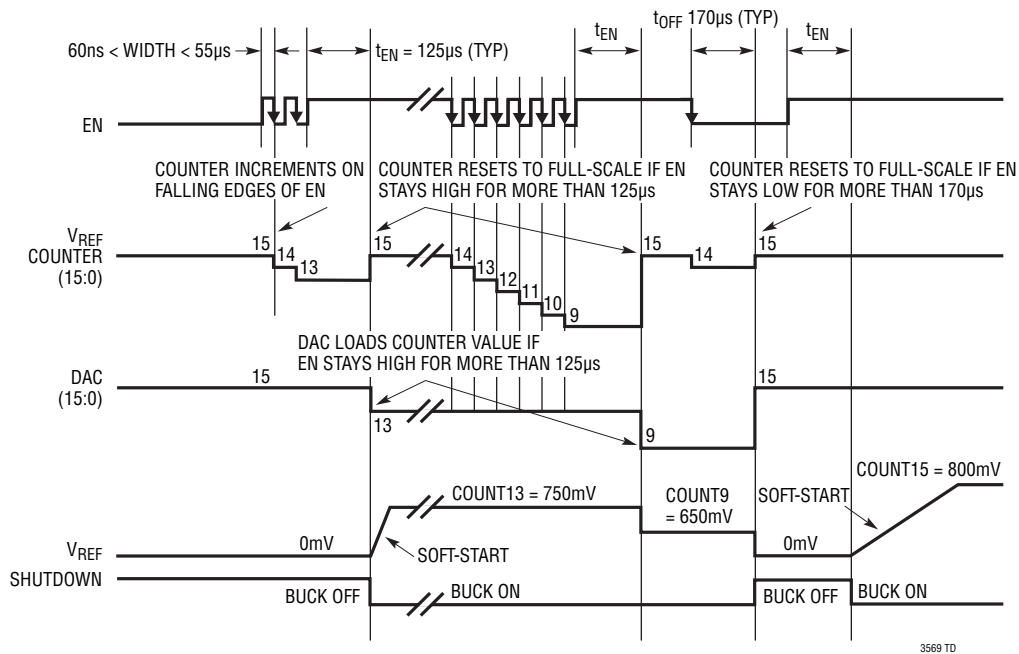 60ns < WIDTH < 55µs
tEN = 125µs (TYP)
tEN
tOFF 170µs (TYP)
tEN
EN
COUNTER INCREMENTS ON
FALLING EDGES OF EN
COUNTER RESETS TO FULL-SCALE IF EN
STAYS HIGH FOR MORE THAN 125µs
COUNTER RESETS TO FULL-SCALE IF EN
STAYS LOW FOR MORE THAN 170µs
VREF
COUNTER
(15:0)
15
14
13
15
14
13
12
11
10
9
15
14
15
DAC LOADS COUNTER VALUE IF
EN STAYS HIGH FOR MORE THAN 125µs
DAC
(15:0)
15
13
9
15
VREF
0mV
SOFT-START
COUNT13 = 750mV
COUNT9
= 650mV
0mV
SOFT-START
COUNT15 = 800mV
SHUTDOWN
BUCK OFF
BUCK ON
BUCK OFF
BUCK ON
3569 TD